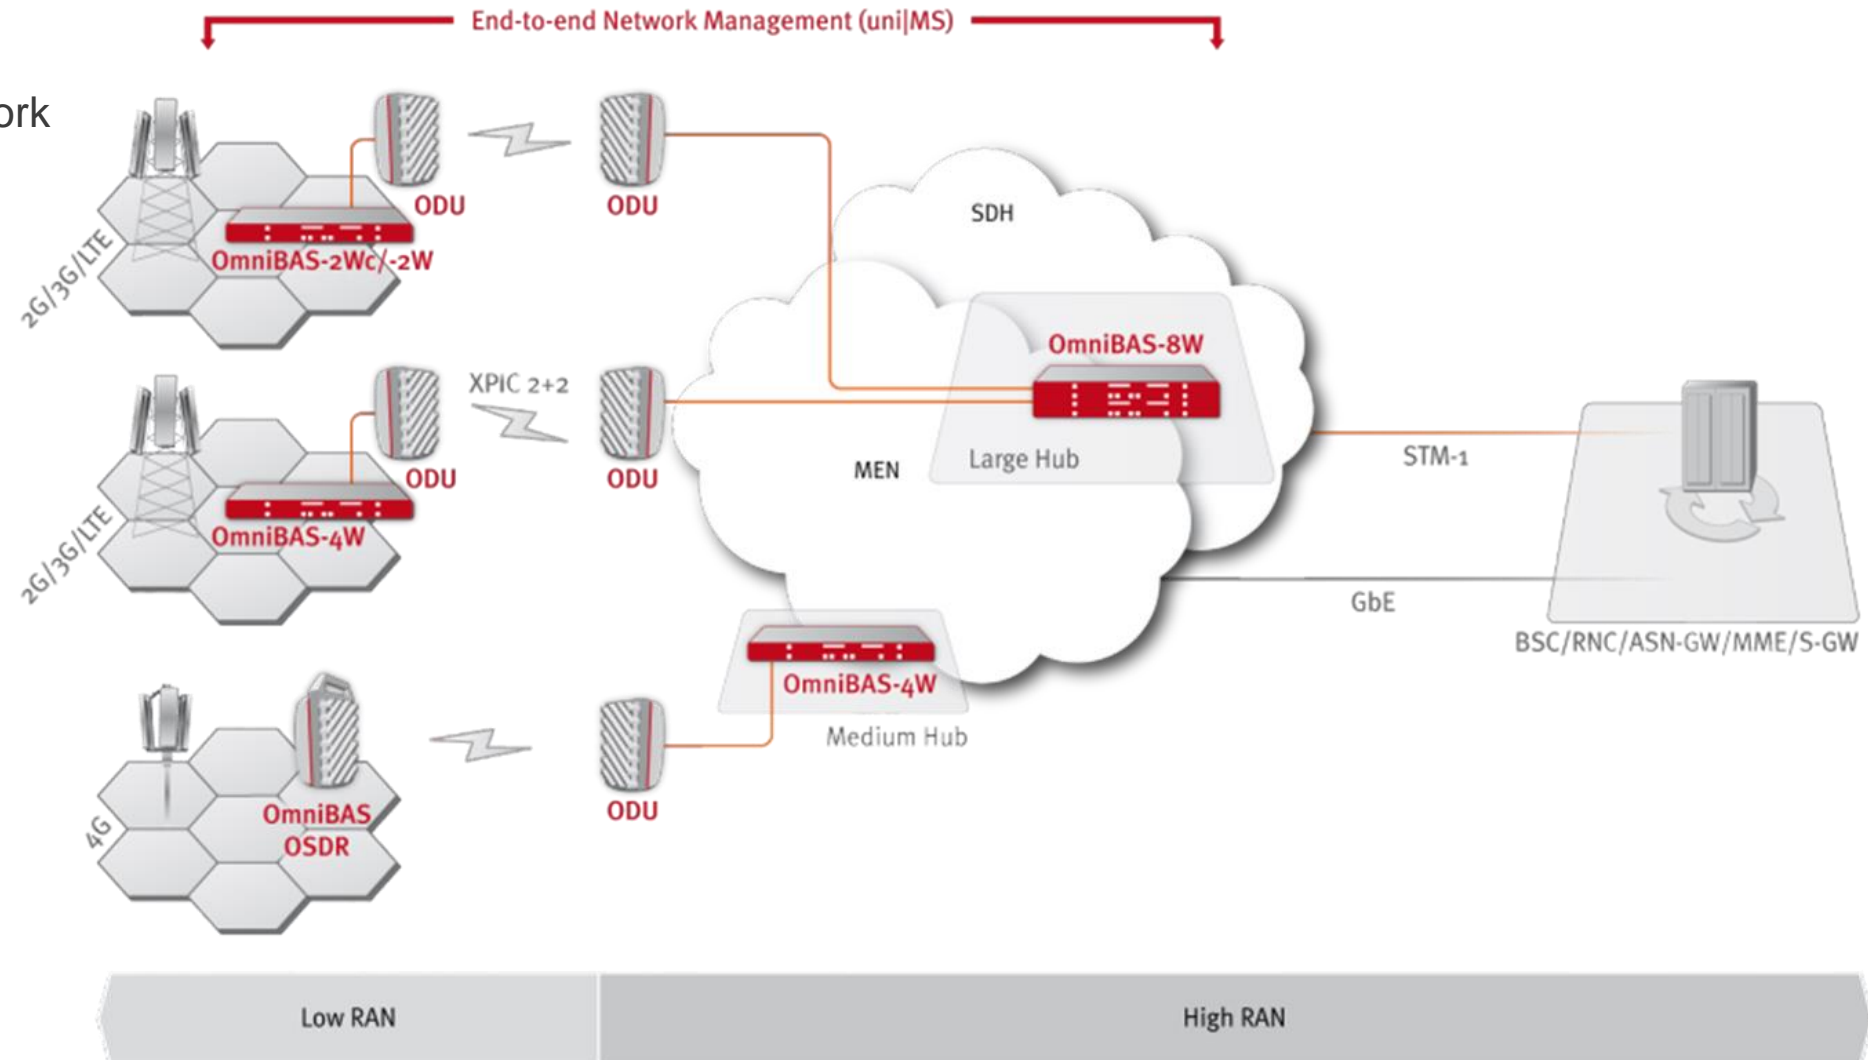 End-to-end Network Management (uni|MS)
ork
ODU
ODU
OmniBAS-2Wc/-2W
2G/3G/LTE
SDH
OmniBAS-8W
XPIC 2+2
ODU
ODU
OmniBAS-4W
2G/3G/LTE
MEN
Large Hub
STM-1
GbE
BSC/RNC/ASN-GW/MME/S-GW
OmniBAS-4W
Medium Hub
ODU
OmniBAS
OSDR
4G
Low RAN
High RAN